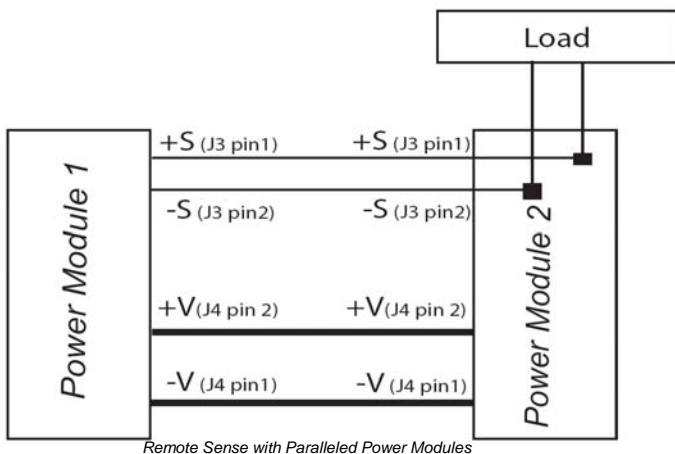 Load
+S (J3 pin1) +S (J3 pin1)
-S (J3 pin2) -S (J3 pin2)
Power Module 1
Power Module 2
+V(J4 pin 2) +V(J4 pin 2)
-V (J4 pin1) -V (J4 pin1)
Remote Sense with Paralleled Power Modules